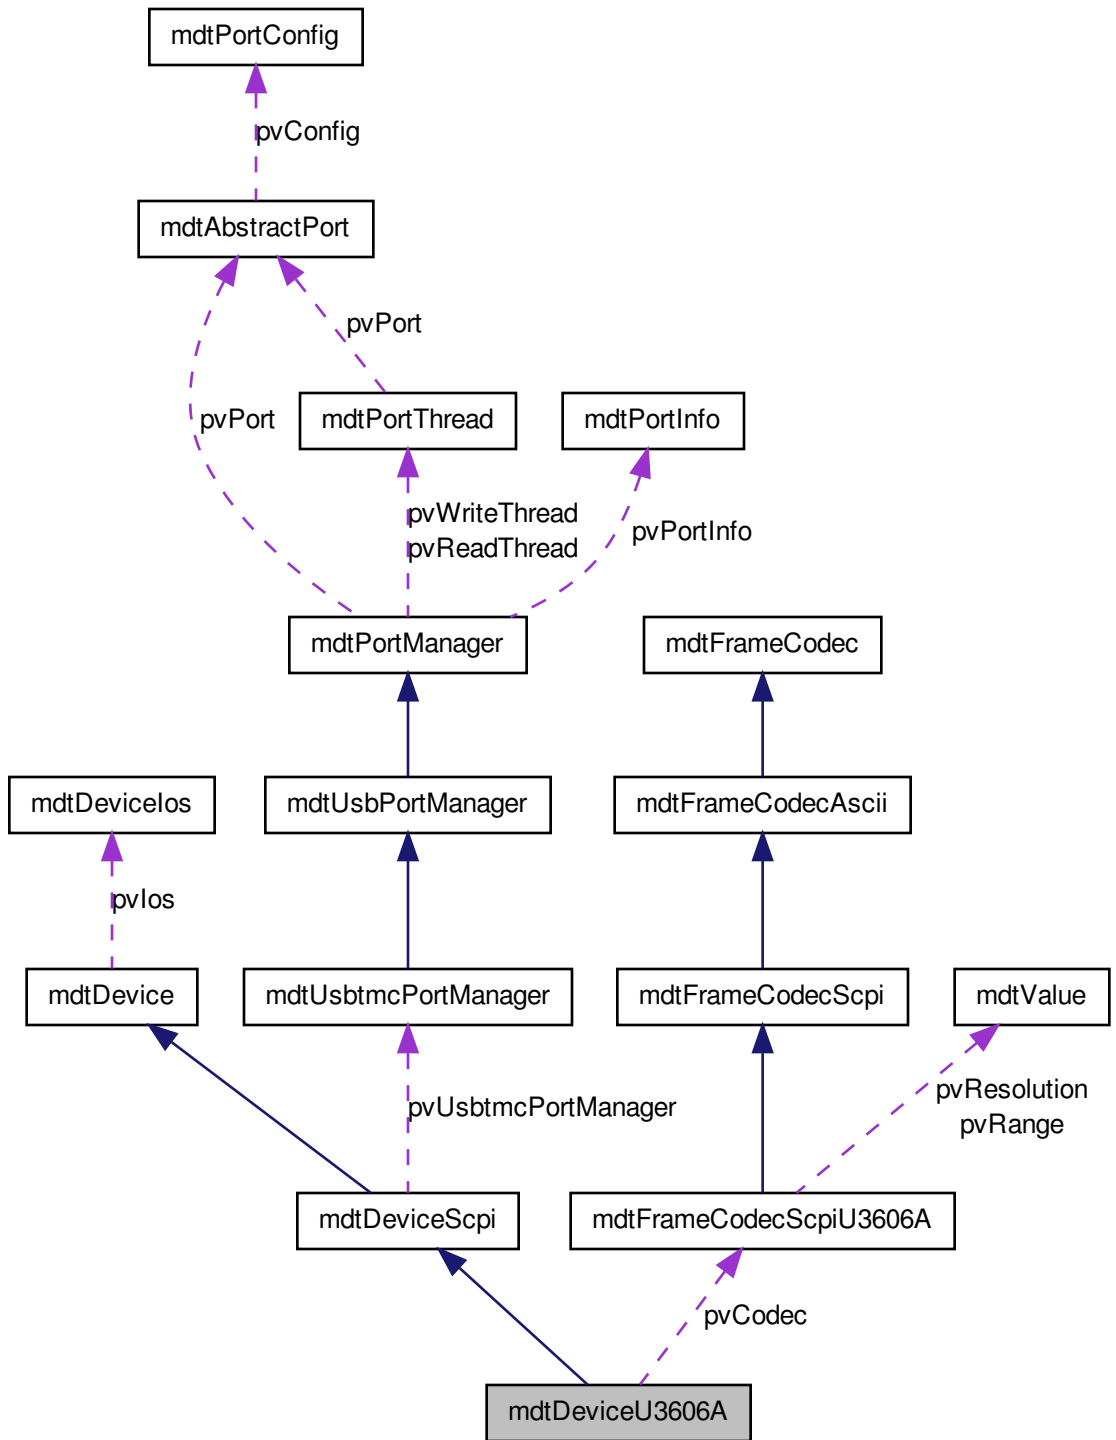 mdtPortConfig
pvConfig
mdtAbstractPort
pvPort
mdtPortThread
mdtPortInfo
pvPort
pvWriteThread
pvReadThread
pvPortInfo
mdtPortManager
mdtFrameCodec
mdtDeviceIos
mdtUsbPortManager
mdtFrameCodecAscii
pvIos
mdtDevice
mdtUsbtmcPortManager
mdtFrameCodecScpi
mdtValue
pvUsbtmcPortManager
pvResolution
pvRange
mdtDeviceScpi
mdtFrameCodecScpiU3606A
pvCodec
mdtDeviceU3606A